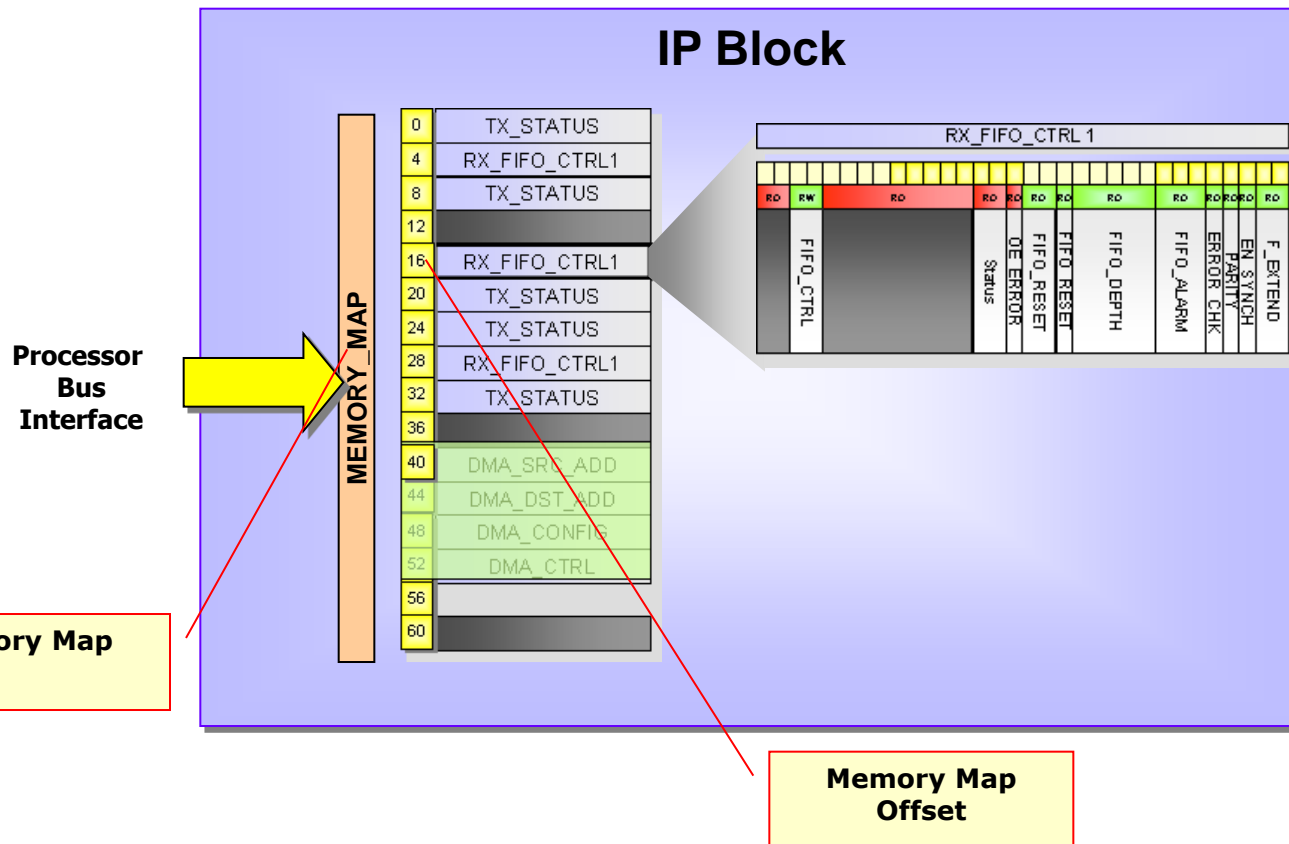 IP Block
0 TX_STATUS
4 RX_FIFO_CTRL1
8 TX_STATUS
12
16 RX_FIFO_CTRL1
20 TX_STATUS
24 TX_STATUS
28 RX_FIFO_CTRL1
32 TX_STATUS
36
40 DMA_SRC_ADD
44 DMA_DST_ADD
48 DMA_CONFIG
52 DMA_CTRL
56
60
MEMORY_MAP
Processor
Bus
Interface
RX_FIFO_CTRL 1
RO RW RO RO RO RO RO RO RO RO RO RO RO
FIFO_CTRL
Status
OE_ERROR
FIFO_RESET
FIFO_RESET
FIFO_DEPTH
FIFO_ALARM
ERROR_CHK
PARITY
EN_SYNCH
F_EXTEND
ory Map
Memory Map
Offset